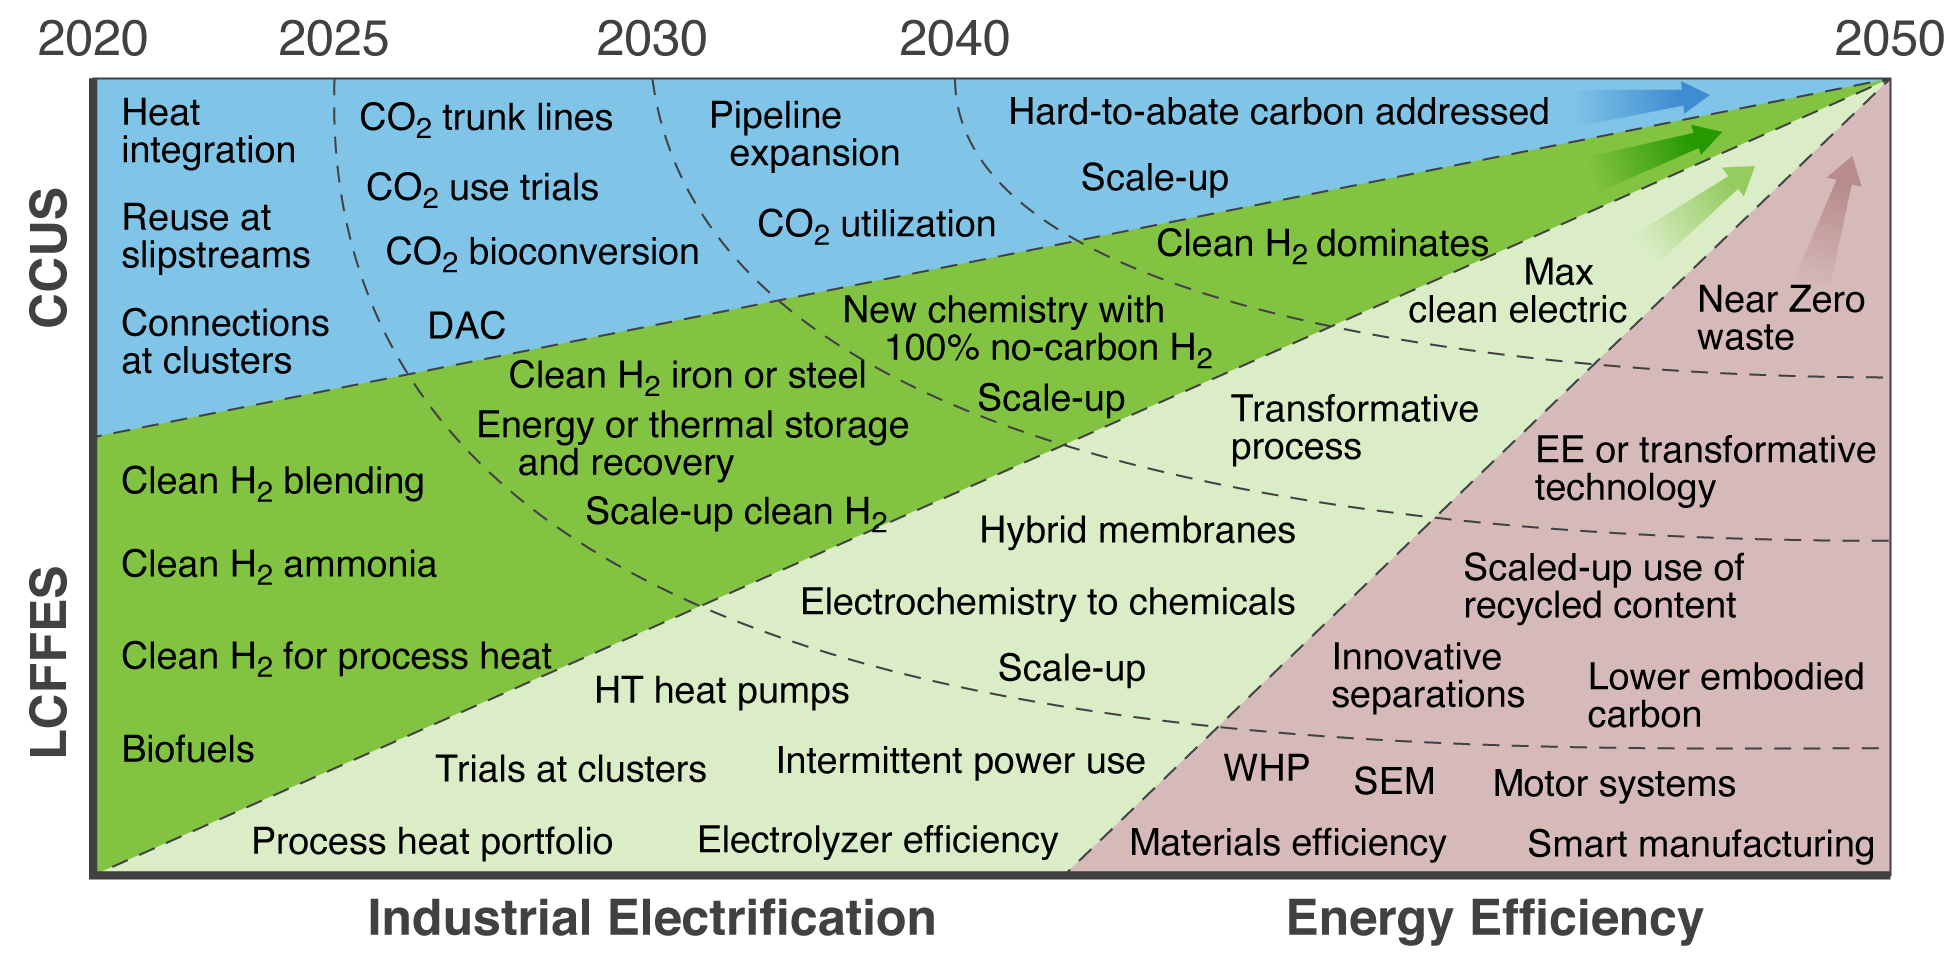 2020 2025 2030 2040 2050
CCUS
Heat
integration
Reuse at
slipstreams
Connections
at clusters
CO2 trunk lines
CO2 use trials
CO2 bioconversion
DAC
Pipeline
expansion
CO2 utilization
Hard-to-abate carbon addressed
Scale-up
LCFFES
Clean H2 blending
Clean H2 ammonia
Clean H2 for process heat
Biofuels
Clean H2 iron or steel
Energy or thermal storage
and recovery
Scale-up clean H2
New chemistry with
100% no-carbon H2
Scale-up
Clean H2 dominates
HT heat pumps
Trials at clusters
Intermittent power use
Process heat portfolio
Electrolyzer efficiency
Hybrid membranes
Electrochemistry to chemicals
Scale-up
Transformative
process
Max
clean electric
Near Zero
waste
EE or transformative
technology
Scaled-up use of
recycled content
Innovative
separations
Lower embodied
carbon
WHP
SEM
Motor systems
Materials efficiency
Smart manufacturing
Industrial Electrification
Energy Efficiency